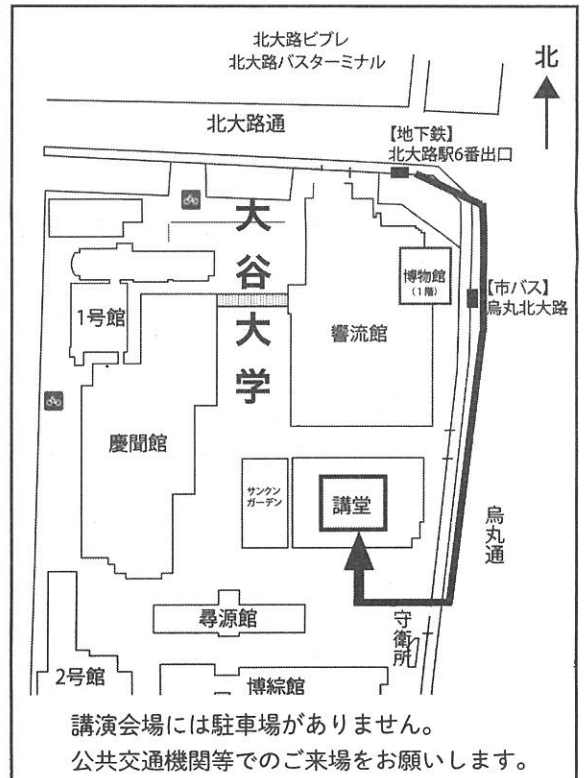 北大路ビブレ
北大路バスターミナル
北
北大路通
【地下鉄】
北大路駅6番出口
大谷大学
博物館
(1階)
【市バス】
烏丸北大路
1号館
響流館
慶聞館
サンクン
ガーデン
講堂
烏丸通
尋源館
守衛所
2号館
博綜館
講演会場には駐車場がありません。
公共交通機関等でのご来場をお願いします。